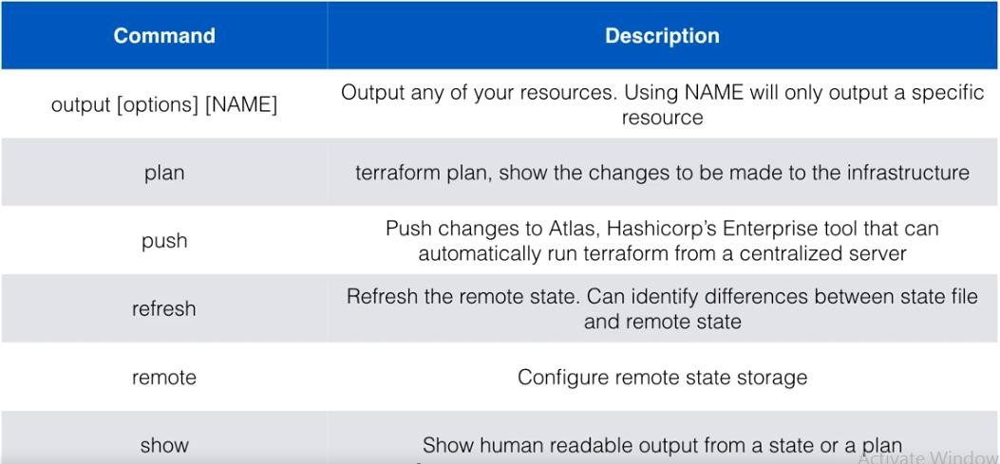 Command
Description
output [options] [NAME]
Output any of your resources. Using NAME will only output a specific
resource
plan
terraform plan, show the changes to be made to the infrastructure
push
Push changes to Atlas, Hashicorp's Enterprise tool that can
automatically run terraform from a centralized server
refresh
Refresh the remote state. Can identify differences between state file
and remote state
remote
Configure remote state storage
show
Show human readable output from a state or a plan
Activate Window